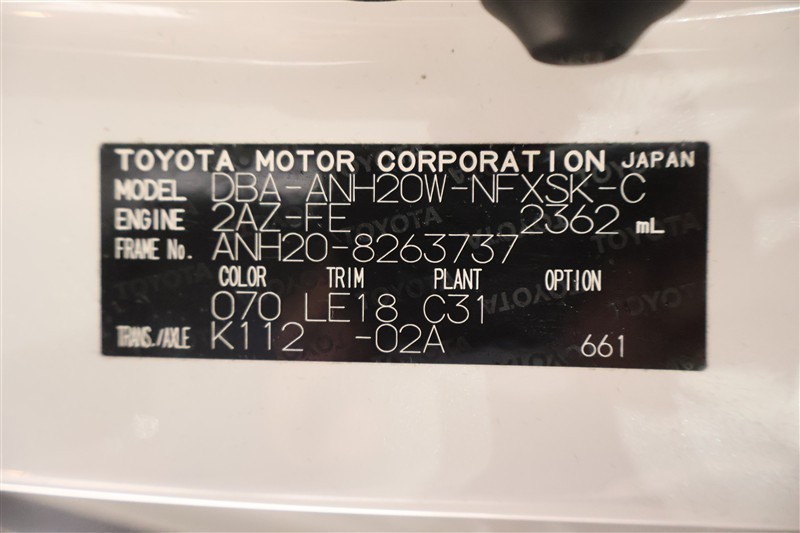 TOYOTA MOTOR CORPORATION JAPAN
MODEL DBA-ANH20W-NFXSK-C
ENGINE 2AZ-FE 2362 mL
FRAME No. ANH20-8263737
COLOR TRIM PLANT OPTION
070 LE18 C31
TRANS./AXLE K112 -02A 661